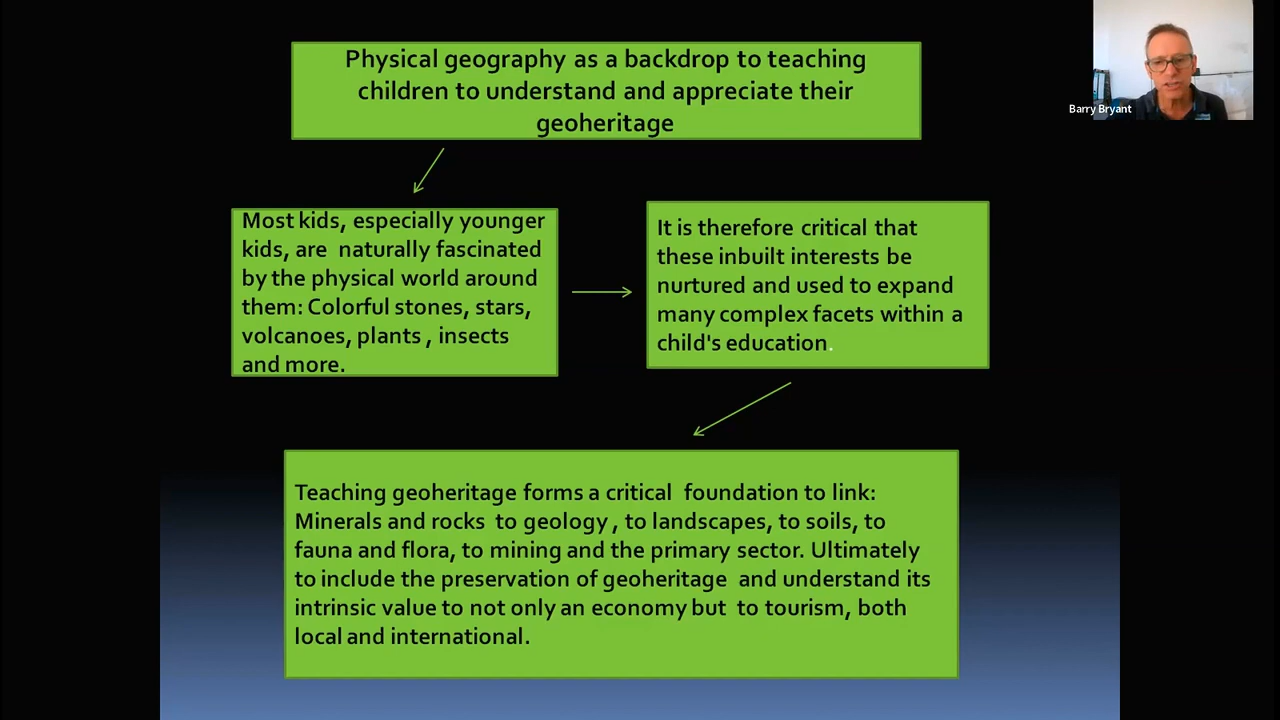 Physical geography as a backdrop to teaching
children to understand and appreciate their
geoheritage
Barry Bryant
Most kids, especially younger
kids, are naturally fascinated
by the physical world around
them: Colorful stones, stars,
volcanoes, plants , insects
and more.
It is therefore critical that
these inbuilt interests be
nurtured and used to expand
many complex facets within a
child's education.
Teaching geoheritage forms a critical foundation to link:
Minerals and rocks to geology , to landscapes, to soils, to
fauna and flora, to mining and the primary sector. Ultimately
to include the preservation of geoheritage and understand its
intrinsic value to not only an economy but to tourism, both
local and international.